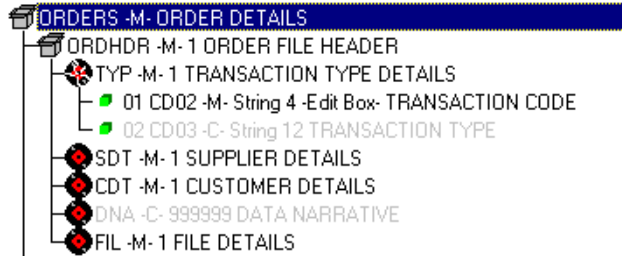 ORDERS -M- ORDER DETAILS
ORDHDR -M- 1 ORDER FILE HEADER
TYP -M- 1 TRANSACTION TYPE DETAILS
01 CD02 -M- String 4 -Edit Box- TRANSACTION CODE
02 CD03 -C- String 12 TRANSACTION TYPE
SDT -M- 1 SUPPLIER DETAILS
CDT -M- 1 CUSTOMER DETAILS
DNA -C- 999999 DATA NARRATIVE
FIL -M- 1 FILE DETAILS